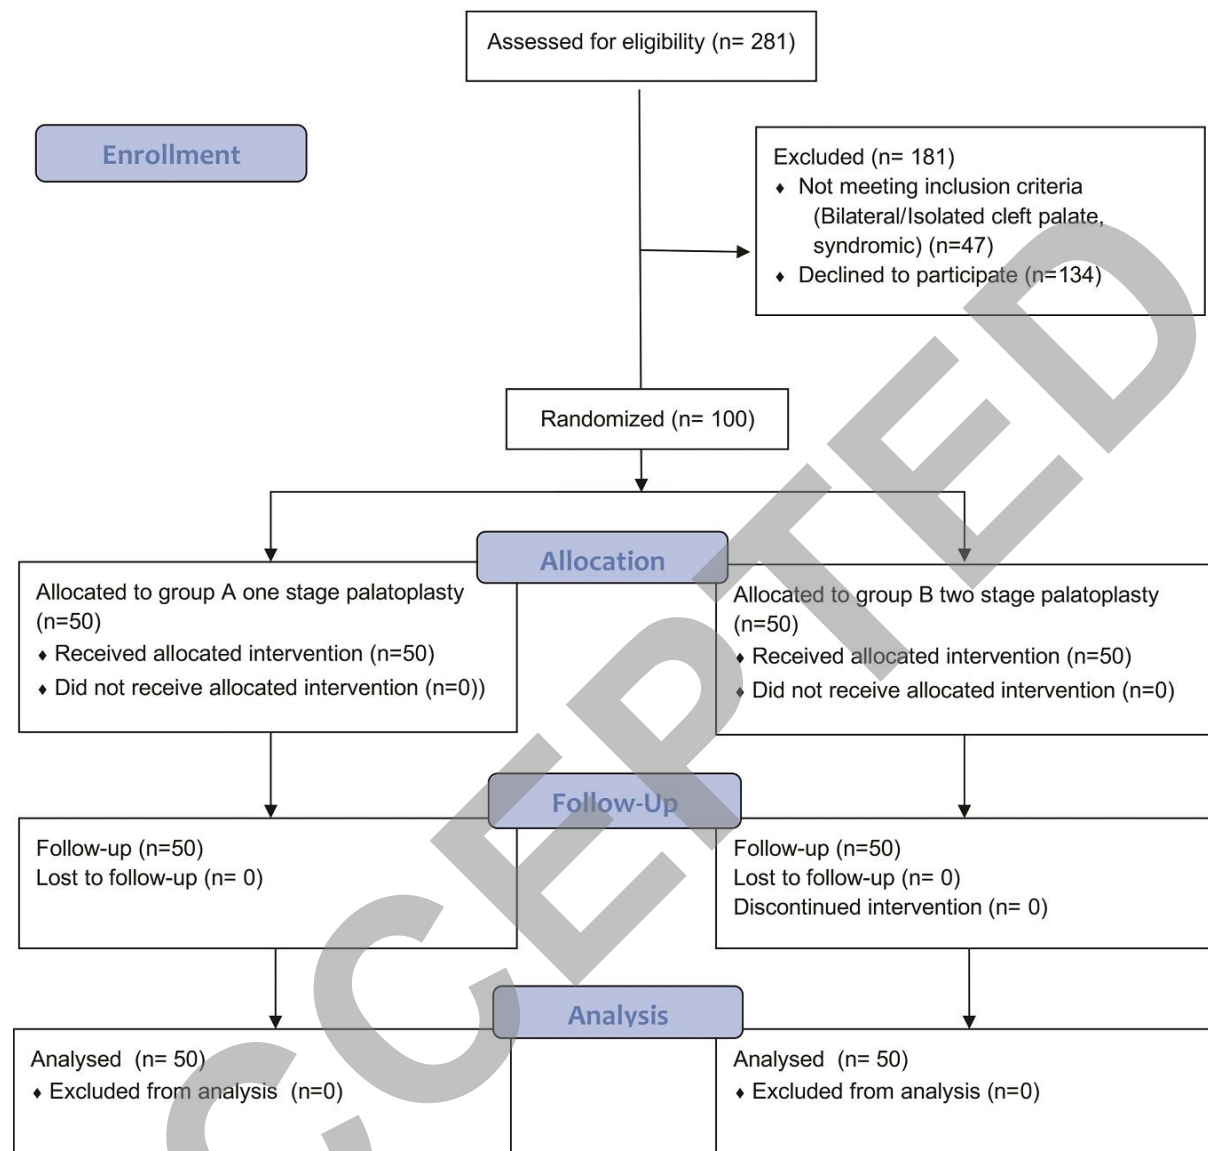 Assessed for eligibility (n= 281)
Enrollment
Excluded (n= 181)
♦ Not meeting inclusion criteria
(Bilateral/Isolated cleft palate,
syndromic) (n=47)
♦ Declined to participate (n=134)
Randomized (n= 100)
Allocation
Allocated to group A one stage palatoplasty
(n=50)
♦ Received allocated intervention (n=50)
♦ Did not receive allocated intervention (n=0))
Allocated to group B two stage palatoplasty
(n=50)
♦ Received allocated intervention (n=50)
♦ Did not receive allocated intervention (n=0)
Follow-Up
Follow-up (n=50)
Lost to follow-up (n= 0)
Follow-up (n=50)
Lost to follow-up (n= 0)
Discontinued intervention (n= 0)
Analysis
Analysed (n= 50)
♦ Excluded from analysis (n=0)
Analysed (n= 50)
♦ Excluded from analysis (n=0)
CCEPTED